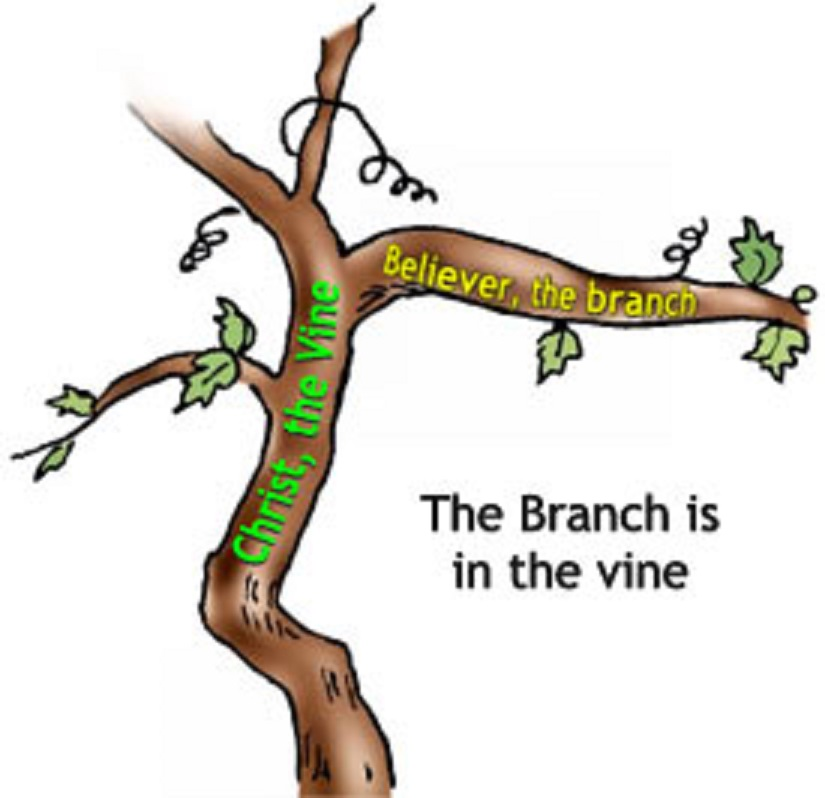 Christ, the Vine
Believer, the branch
The Branch is
in the vine